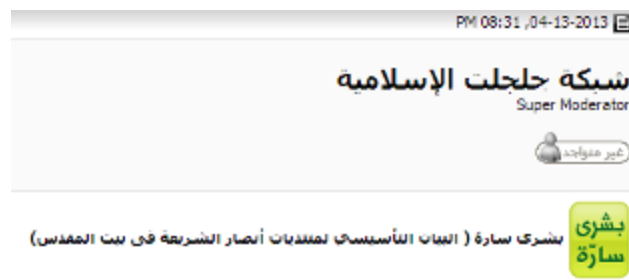 04-13-2013, 08:31 PM
شبكة جلجلت الإسلامية
Super Moderator
غير متواجد
بشرى سارّة
بشرى سارة ( البيان التأسيسي لمنتديات أنصار الشريعة في بيت المقدس)